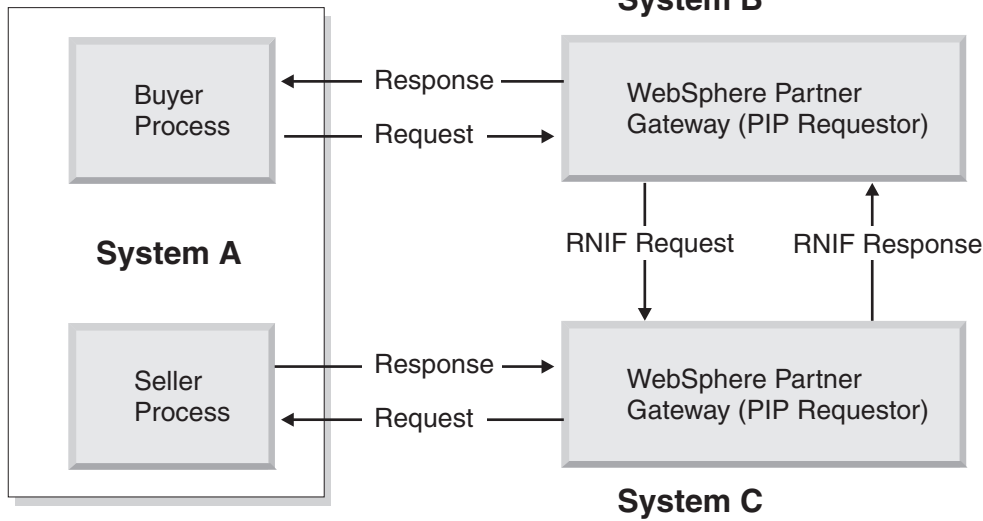 System B
Buyer
Process
Response
Request
WebSphere Partner
Gateway (PIP Requestor)
System A
RNIF Request
RNIF Response
Seller
Process
Response
Request
WebSphere Partner
Gateway (PIP Requestor)
System C